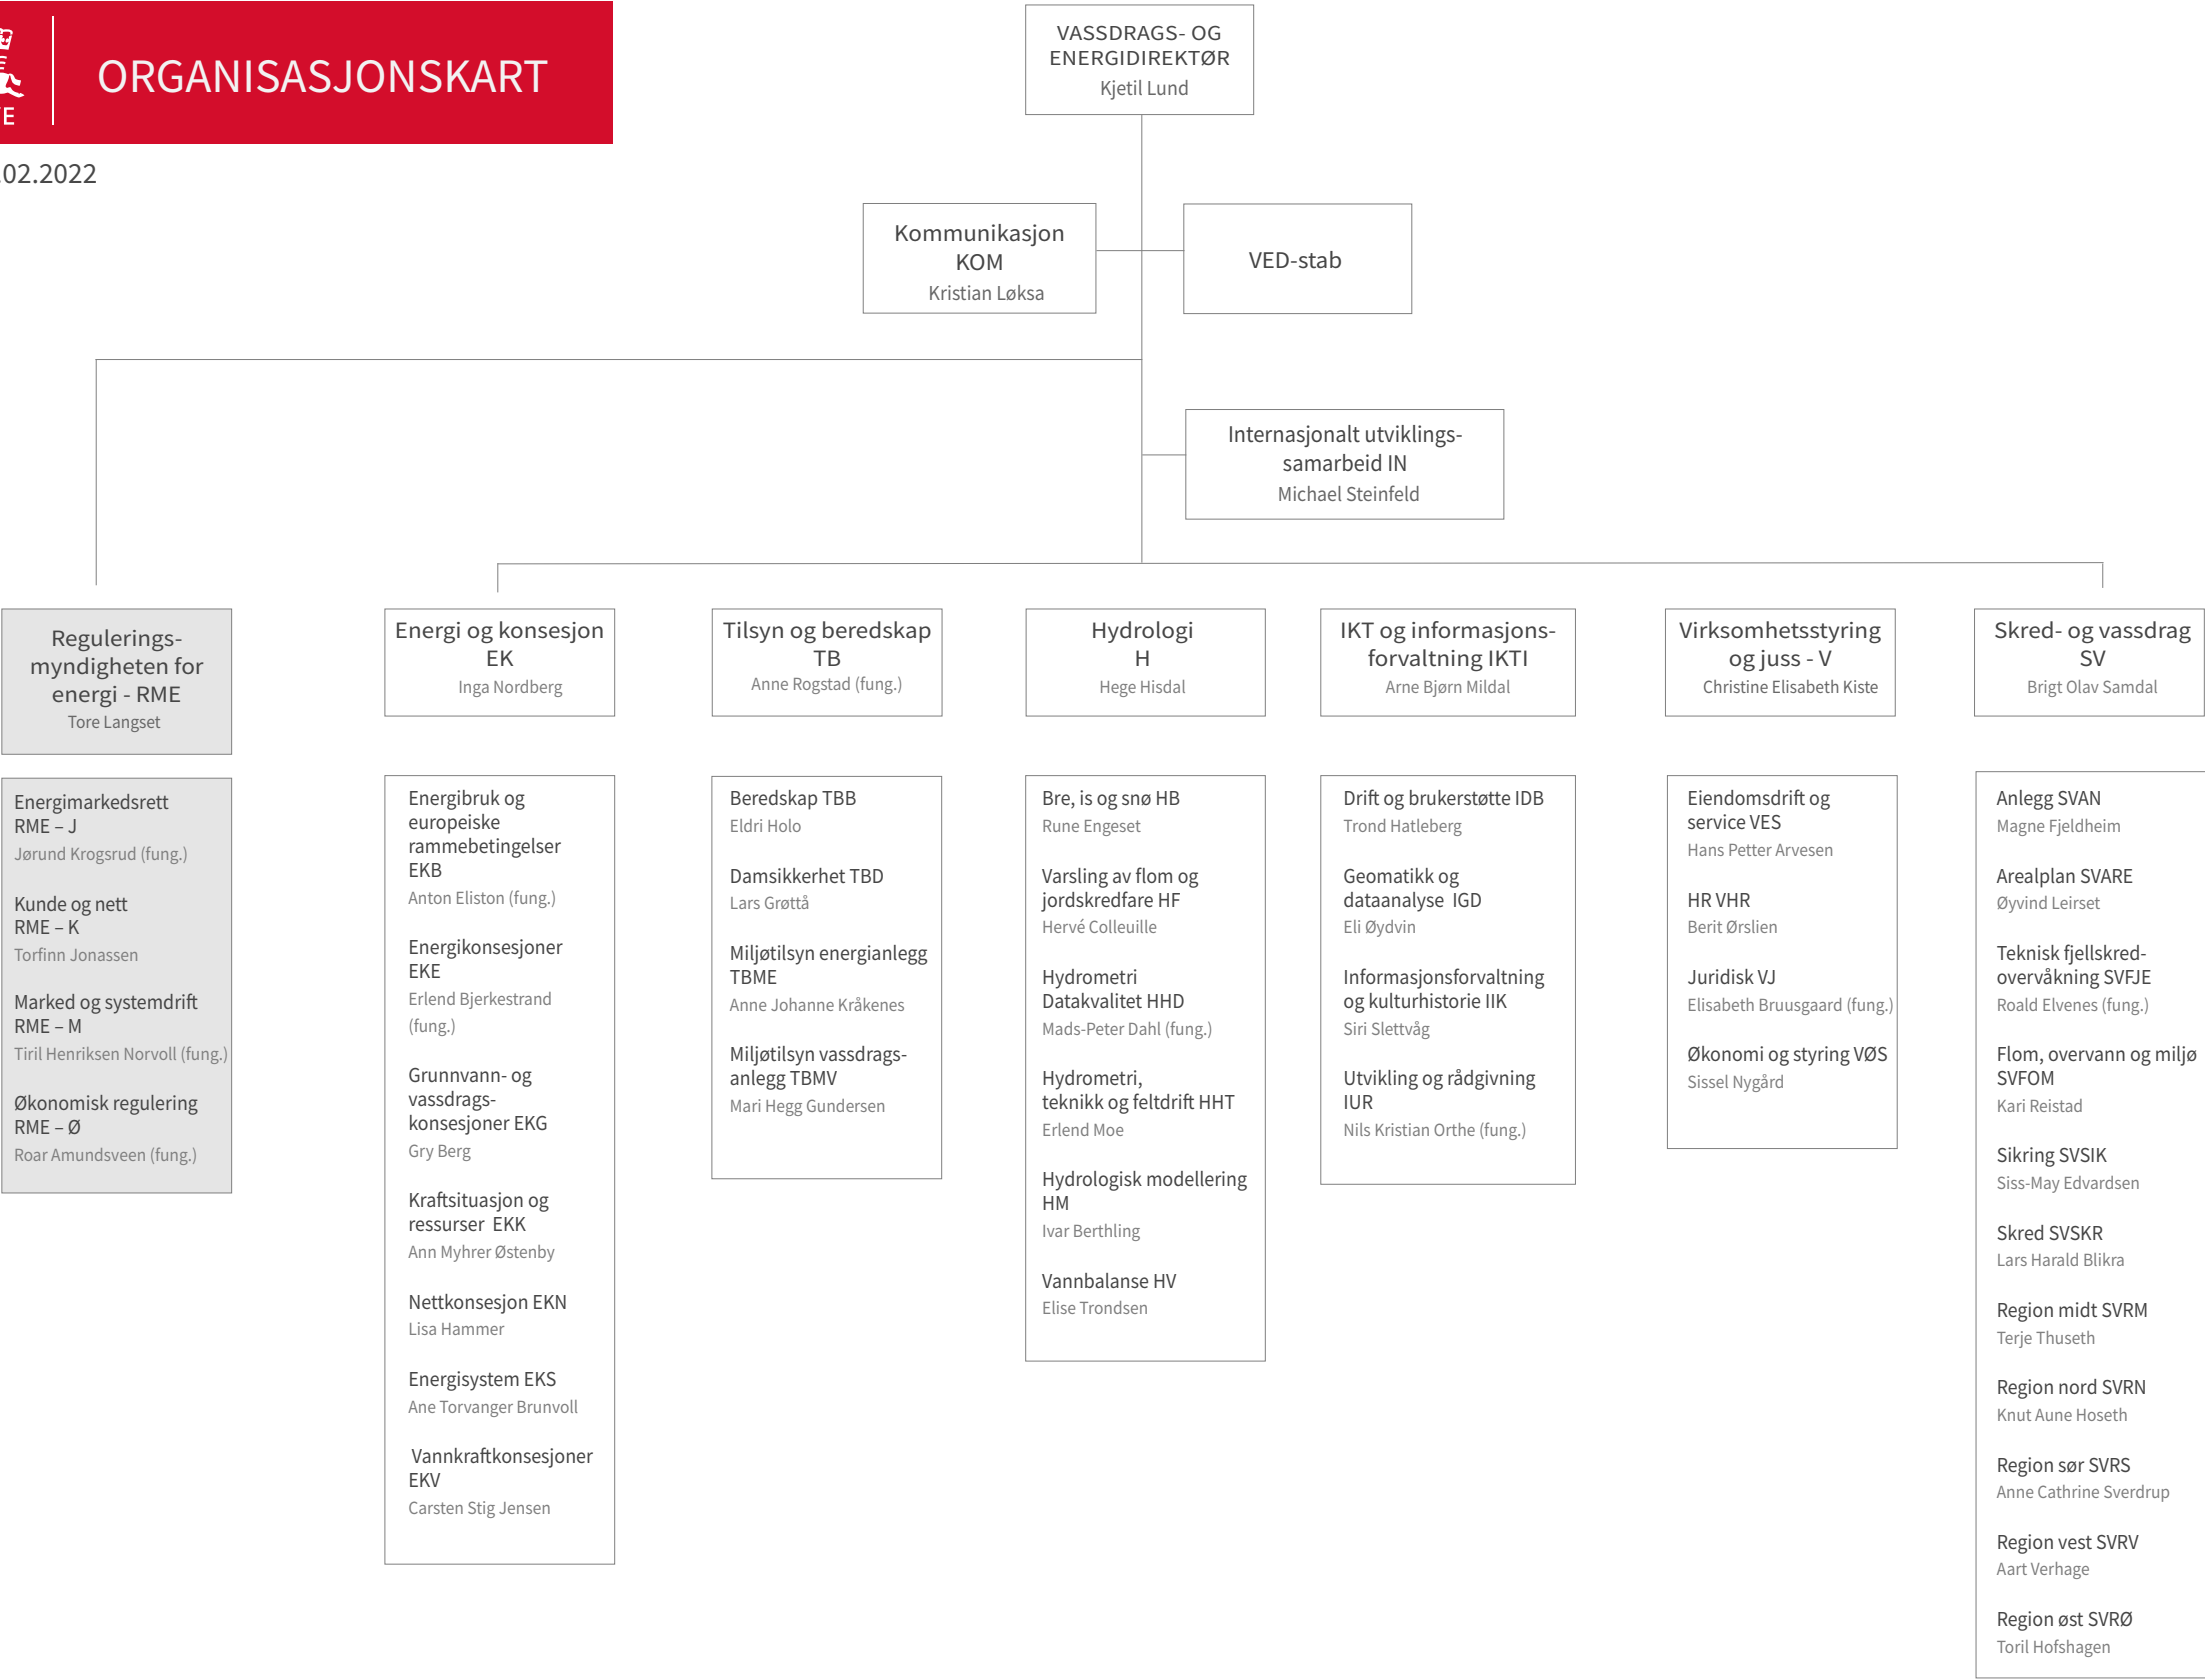 ORGANISASJONSKART
.02.2022
VASSDRAGS- OG
ENERGIDIREKTØR
Kjetil Lund
Kommunikasjon
KOM
Kristian Løksa
VED-stab
Internasjonalt utviklings-
samarbeid IN
Michael Steinfeld
Regulerings-
myndigheten for
energi - RME
Tore Langset
Energimarkedsrett
RME – J
Jørund Krogsrud (fung.)
Kunde og nett
RME – K
Torfinn Jonassen
Marked og systemdrift
RME – M
Tiril Henriksen Norvoll (fung.)
Økonomisk regulering
RME – Ø
Roar Amundsveen (fung.)
Energi og konsesjon
EK
Inga Nordberg
Energibruk og
europeiske
rammebetingelser
EKB
Anton Eliston (fung.)
Energikonsesjoner
EKE
Erlend Bjerkestrand
(fung.)
Grunnvann- og
vassdrags-
konsesjoner EKG
Gry Berg
Kraftsituasjon og
ressurser EKK
Ann Myhrer Østenby
Nettkonsesjon EKN
Lisa Hammer
Energisystem EKS
Ane Torvanger Brunvoll
Vannkraftkonsesjoner
EKV
Carsten Stig Jensen
Tilsyn og beredskap
TB
Anne Rogstad (fung.)
Beredskap TBB
Eldri Holo
Damsikkerhet TBD
Lars Grøttå
Miljøtilsyn energianlegg
TBME
Anne Johanne Kråkenes
Miljøtilsyn vassdrags-
anlegg TBMV
Mari Hegg Gundersen
Hydrologi
H
Hege Hisdal
Bre, is og snø HB
Rune Engeset
Varsling av flom og
jordskredfare HF
Hervé Colleuille
Hydrometri
Datakvalitet HHD
Mads-Peter Dahl (fung.)
Hydrometri,
teknikk og feltdrift HHT
Erlend Moe
Hydrologisk modellering
HM
Ivar Berthling
Vannbalanse HV
Elise Trondsen
IKT og informasjons-
forvaltning IKTI
Arne Bjørn Mildal
Drift og brukerstøtte IDB
Trond Hatleberg
Geomatikk og
dataanalyse IGD
Eli Øydvin
Informasjonsforvaltning
og kulturhistorie IIK
Siri Slettvåg
Utvikling og rådgivning
IUR
Nils Kristian Orthe (fung.)
Virksomhetsstyring
og juss - V
Christine Elisabeth Kiste
Eiendomsdrift og
service VES
Hans Petter Arvesen
HR VHR
Berit Ørslien
Juridisk VJ
Elisabeth Bruusgaard (fung.)
Økonomi og styring VØS
Sissel Nygård
Skred- og vassdrag
SV
Brigt Olav Samdal
Anlegg SVAN
Magne Fjeldheim
Arealplan SVARE
Øyvind Leirset
Teknisk fjellskred-
overvåkning SVFJE
Roald Elvenes (fung.)
Flom, overvann og miljø
SVFOM
Kari Reistad
Sikring SVSIK
Siss-May Edvardsen
Skred SVSKR
Lars Harald Blikra
Region midt SVRM
Terje Thuseth
Region nord SVRN
Knut Aune Hoseth
Region sør SVRS
Anne Cathrine Sverdrup
Region vest SVRV
Aart Verhage
Region øst SVRØ
Toril Hofshagen